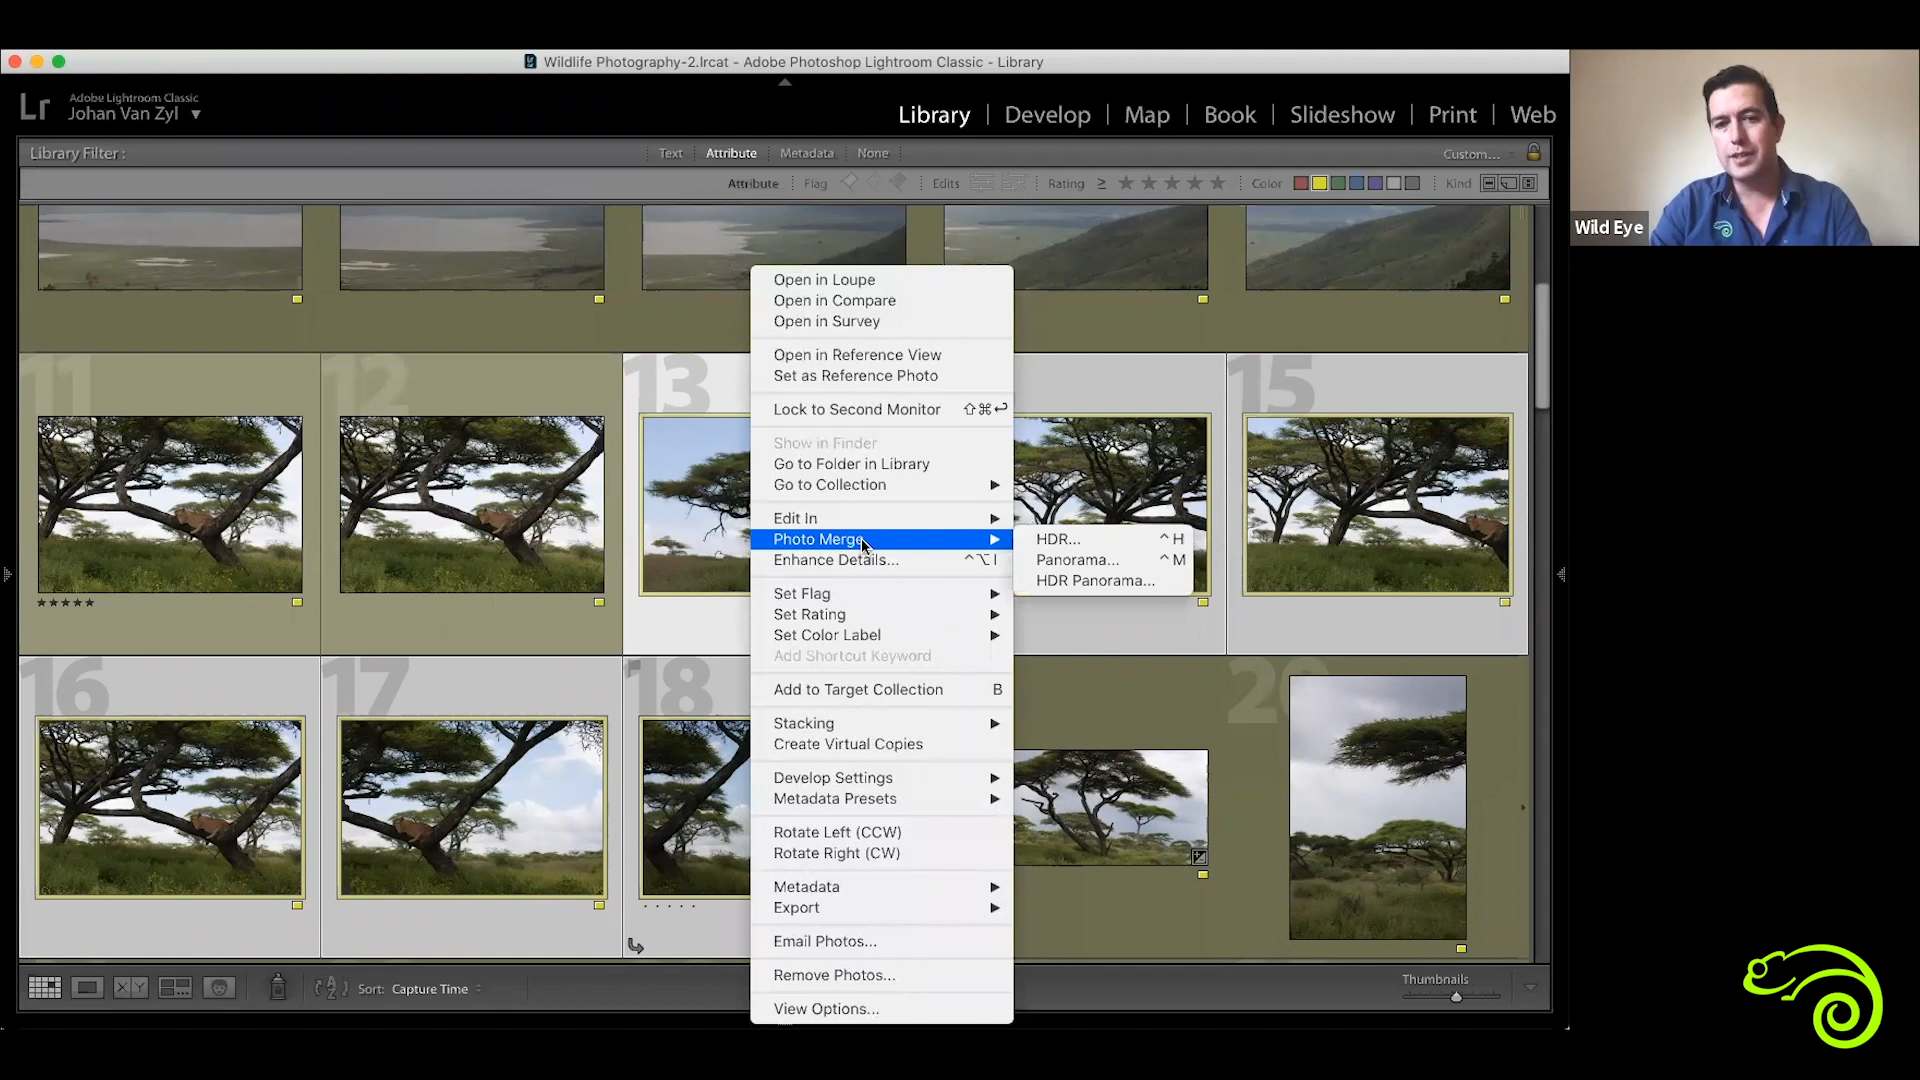 Wildlife Photography-2.lrcat - Adobe Photoshop Lightroom Classic - Library
Lr
Adobe Lightroom Classic
Johan Van Zyl ▼
Library | Develop | Map | Book | Slideshow | Print | Web
Library Filter :
Text Attribute Metadata None
Custom...
Attribute Flag Edits Rating ≥ ★★★★★ Color Kind
Wild Eye
Open in Loupe
Open in Compare
Open in Survey
Open in Reference View
Set as Reference Photo
Lock to Second Monitor ⇧⌘↩
Show in Finder
Go to Folder in Library
Go to Collection ▶
Edit In ▶
Photo Merge ▶
Enhance Details... ^⌥I
Set Flag ▶
Set Rating ▶
Set Color Label ▶
Add Shortcut Keyword
Add to Target Collection B
Stacking ▶
Create Virtual Copies
Develop Settings ▶
Metadata Presets ▶
Rotate Left (CCW)
Rotate Right (CW)
Metadata ▶
Export ▶
Email Photos...
Remove Photos...
View Options...
HDR... ^H
Panorama... ^M
HDR Panorama...
11
12
13
15
★★★★★
16
17
18
20
XY
AZ
Sort: Capture Time
Thumbnails